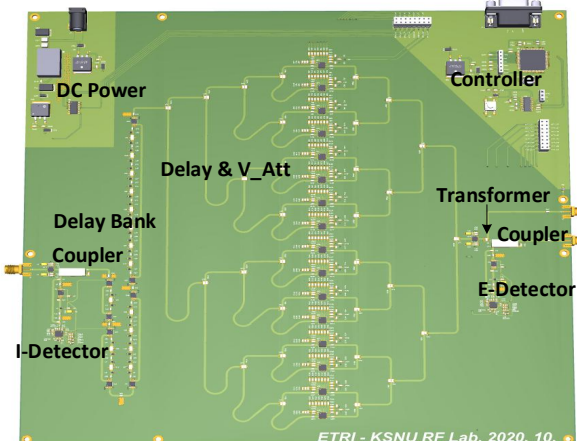 DC Power
Controller
Delay & V_Att
Transformer
Delay Bank
Coupler
Coupler
E-Detector
I-Detector
ETRI - KSNU RF Lab. 2020. 10.